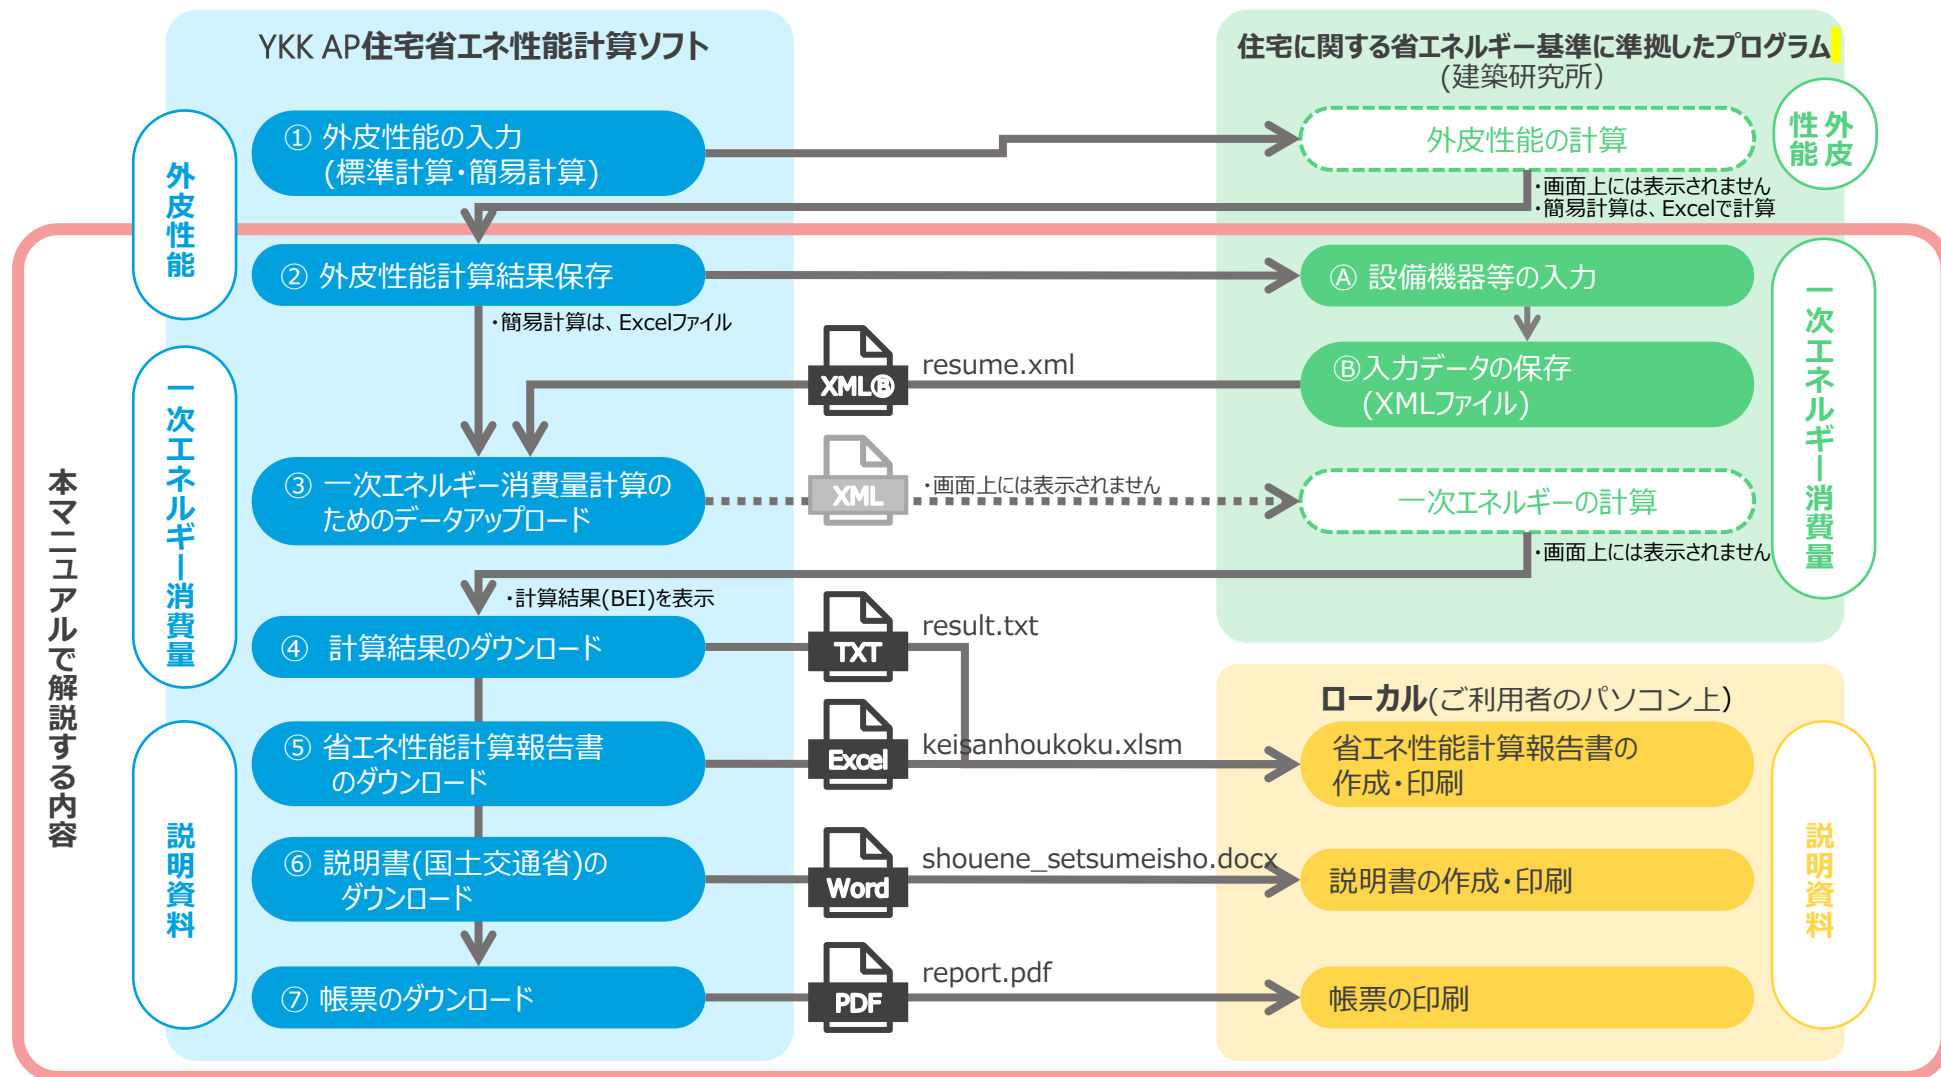 YKK AP住宅省エネ性能計算ソフト
住宅に関する省エネルギー基準に準拠したプログラム
(建築研究所)
外皮性能
① 外皮性能の入力
(標準計算・簡易計算)
外皮性能の計算
外皮
性能
・画面上には表示されません
・簡易計算は、Excelで計算
② 外皮性能計算結果保存
・簡易計算は、Excelファイル
Ⓐ 設備機器等の入力
一次エネルギー消費量
resume.xml
XMLⒷ
Ⓑ入力データの保存
(XMLファイル)
一次エネルギー消費量
本マニュアルで解説する内容
③ 一次エネルギー消費量計算の
ためのデータアップロード
XML
・画面上には表示されません
一次エネルギーの計算
・画面上には表示されません
・計算結果(BEI)を表示
④ 計算結果のダウンロード
result.txt
TXT
ローカル(ご利用者のパソコン上)
⑤ 省エネ性能計算報告書
のダウンロード
keisanhoukoku.xlsm
Excel
省エネ性能計算報告書の
作成・印刷
説明資料
⑥ 説明書(国土交通省)の
ダウンロード
shouene_setsumeisho.docx
Word
説明書の作成・印刷
説明資料
⑦ 帳票のダウンロード
report.pdf
PDF
帳票の印刷